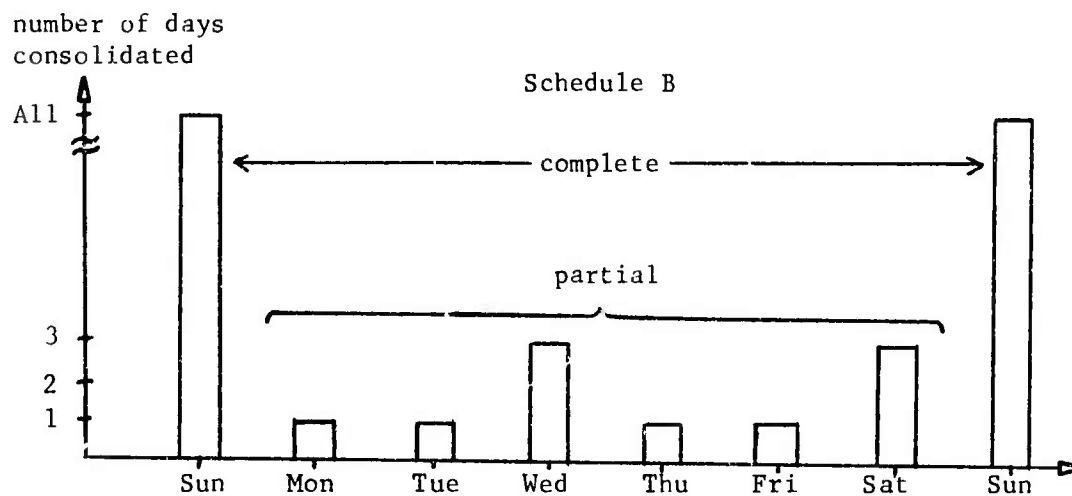 number of days
consolidated
Schedule B
All
complete
partial
3
2
1
Sun Mon Tue Wed Thu Fri Sat Sun